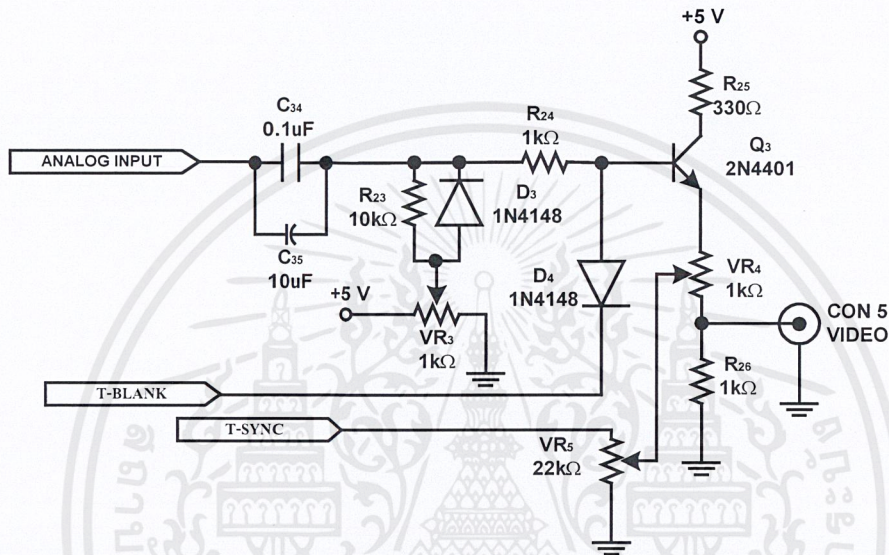 +5 V
R25
330Ω
C34
0.1uF
R24
1kΩ
Q3
2N4401
ANALOG INPUT
R23
10kΩ
D3
1N4148
C35
10uF
D4
1N4148
VR4
1kΩ
+5 V
VR3
1kΩ
CON 5
VIDEO
R26
1kΩ
T-BLANK
T-SYNC
VR5
22kΩ